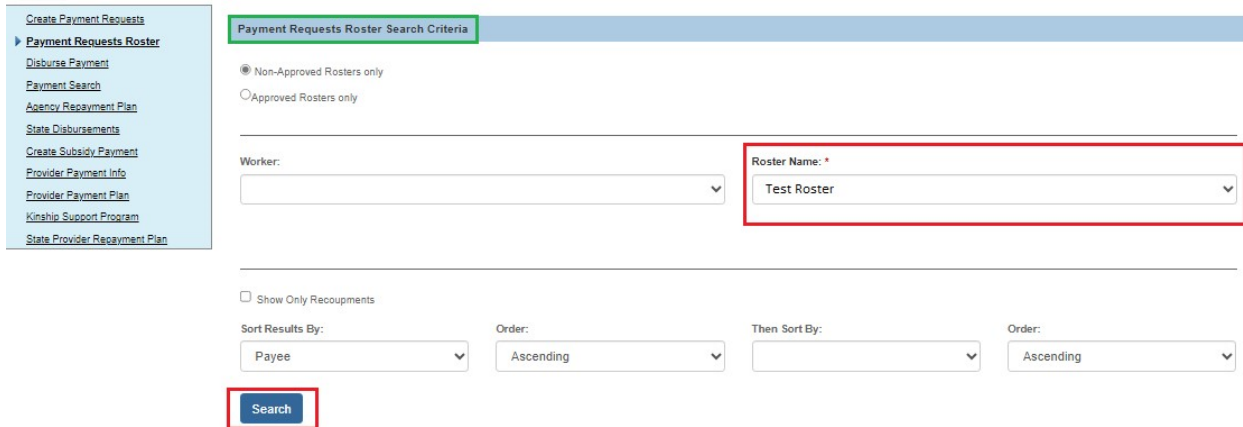 Create Payment Requests
Payment Requests Roster
Disburse Payment
Payment Search
Agency Repayment Plan
State Disbursements
Create Subsidy Payment
Provider Payment Info
Provider Payment Plan
Kinship Support Program
State Provider Repayment Plan
Payment Requests Roster Search Criteria
Non-Approved Rosters only
Approved Rosters only
Worker: Roster Name: *
Test Roster
Show Only Recoupments
Sort Results By: Order: Then Sort By: Order:
Payee Ascending Ascending
Search